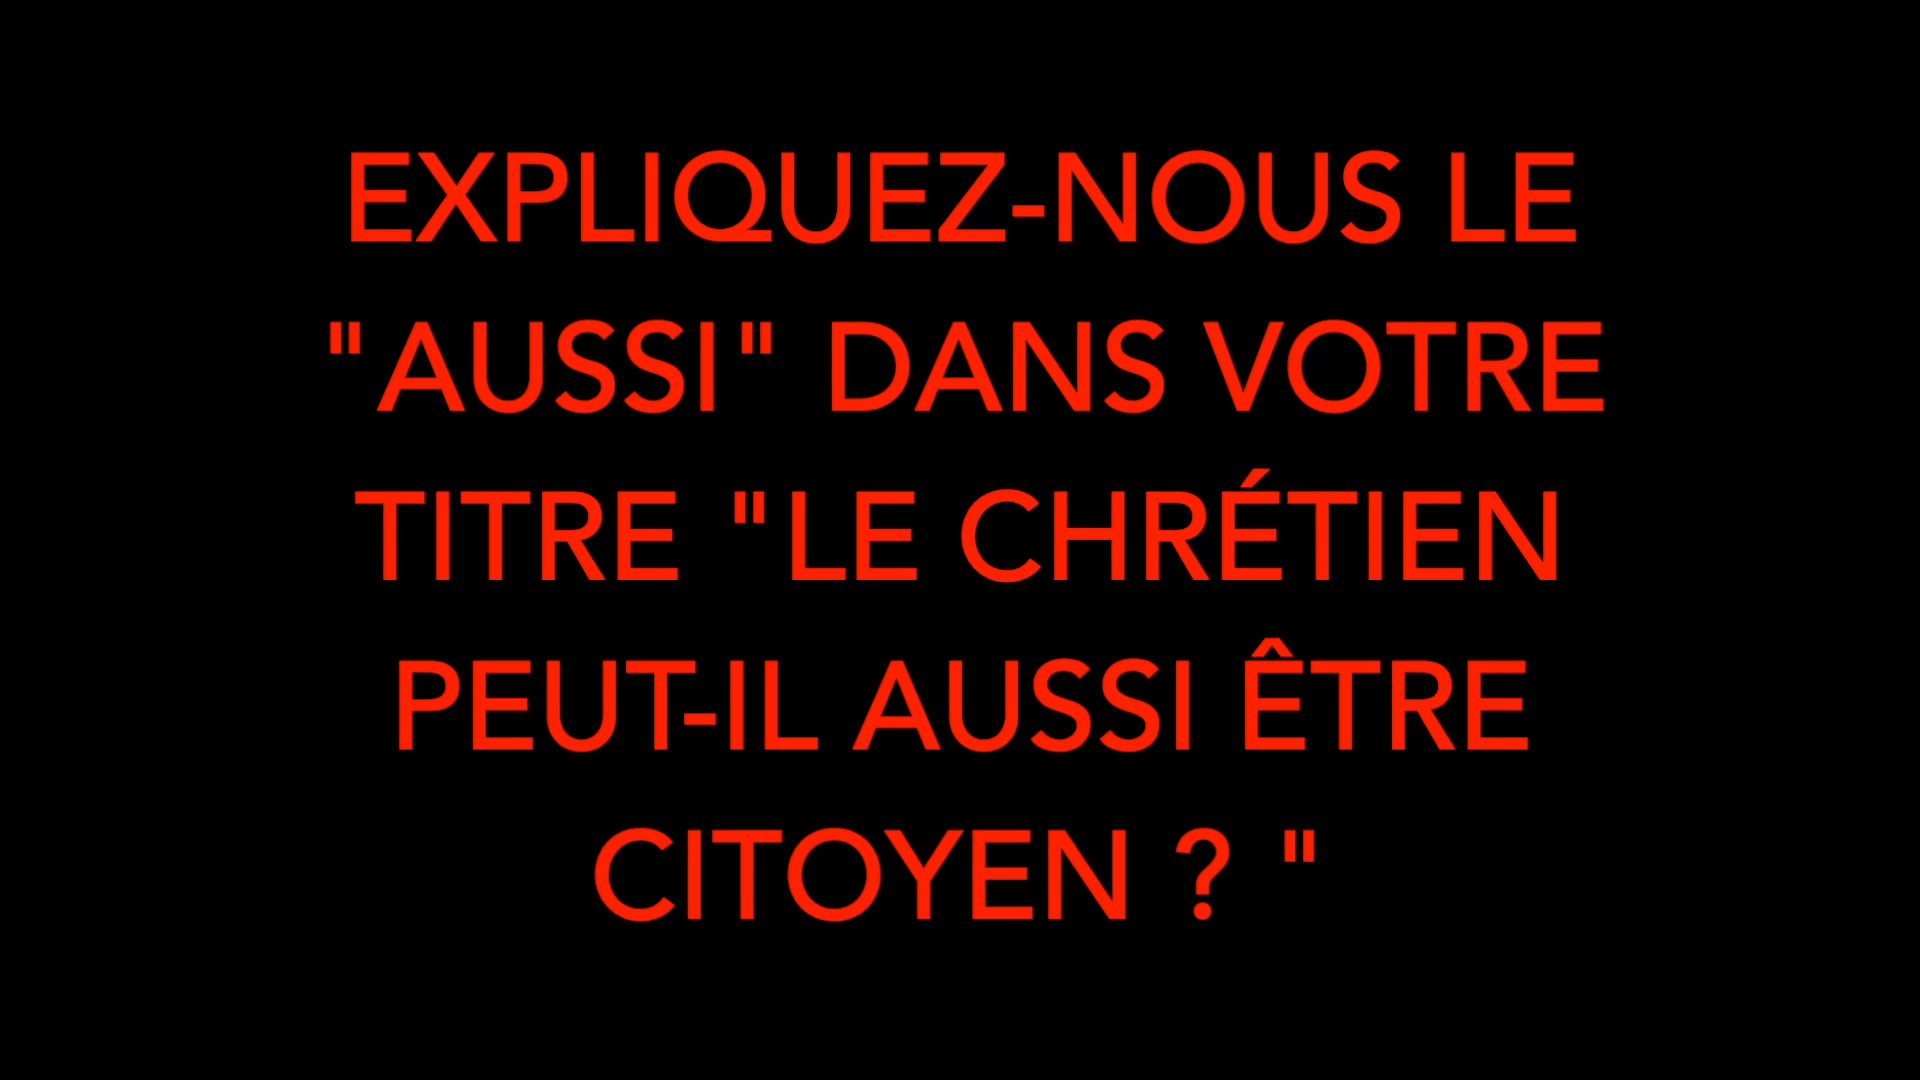 EXPLIQUEZ-NOUS LE
"AUSSI" DANS VOTRE
TITRE "LE CHRÉTIEN
PEUT-IL AUSSI ÊTRE
CITOYEN ? "